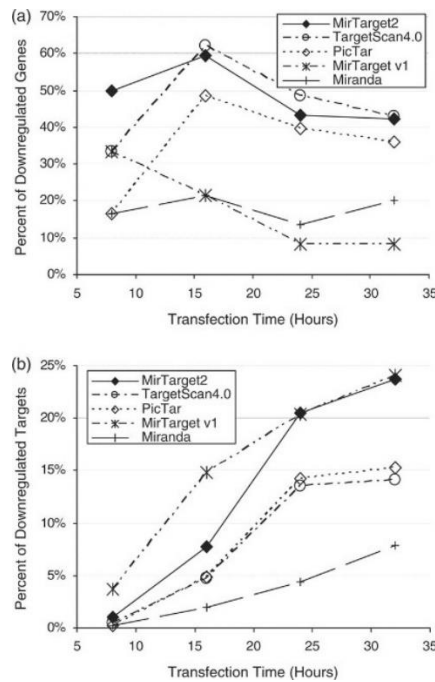 (a)
70%
60%
50%
40%
30%
20%
10%
0%
Percent of Downregulated Genes
MirTarget2
TargetScan4.0
PicTar
MirTarget v1
Miranda
5 10 15 20 25 30 35
Transfection Time (Hours)
(b)
25%
20%
15%
10%
5%
0%
Percent of Downregulated Targets
MirTarget2
TargetScan4.0
PicTar
MirTarget v1
Miranda
5 10 15 20 25 30 35
Transfection Time (Hours)